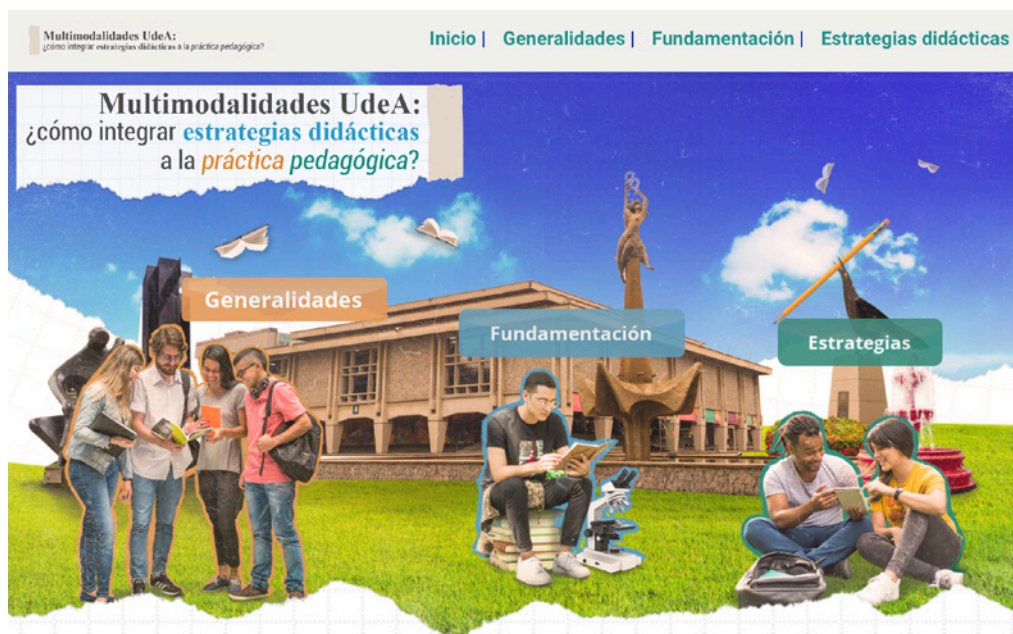 Multimodalidades UdeA:
¿cómo integrar estrategias didácticas a la práctica pedagógica?
Inicio | Generalidades | Fundamentación | Estrategias didácticas
Multimodalidades UdeA:
¿cómo integrar estrategias didácticas
a la práctica pedagógica?
Generalidades
Fundamentación
Estrategias